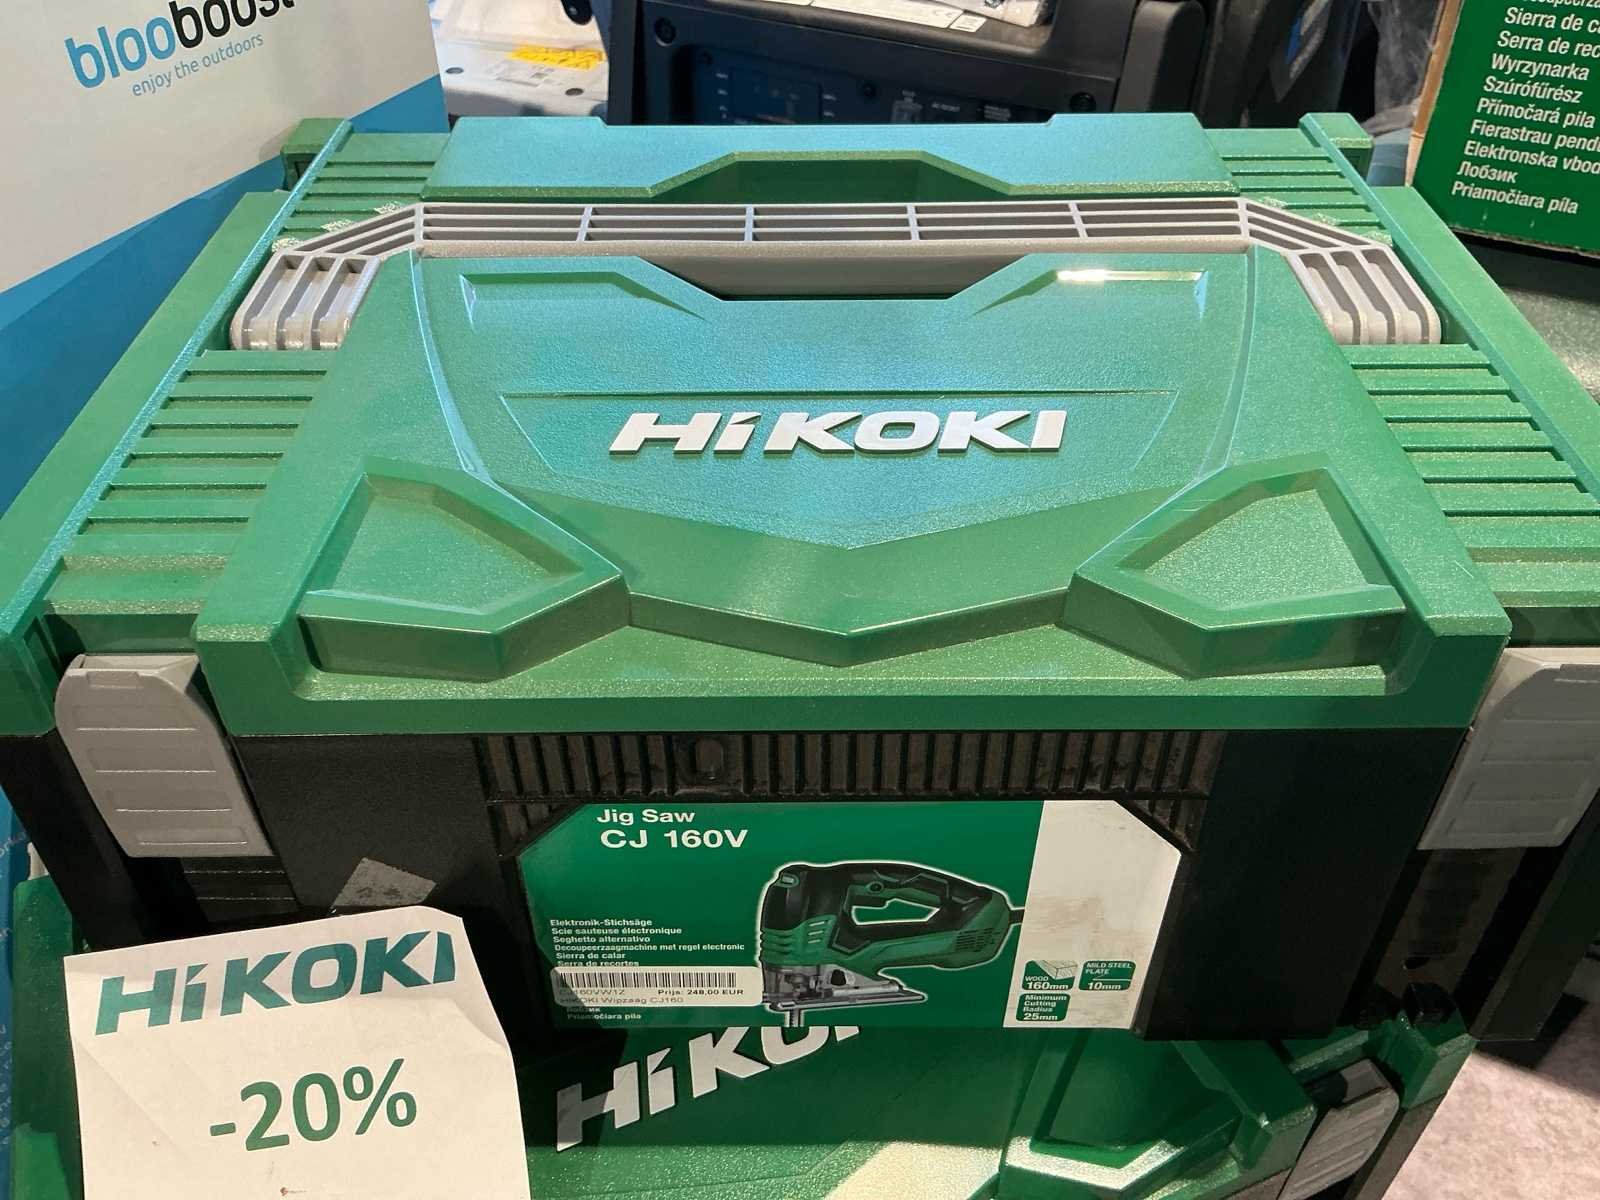 blooboost
enjoy the outdoors
Sierra de
Serra de
Wyrzynarka
Szúrófűrész
Přímočará pila
Fierastrau
Elektronska
Лобзик
Priamočiara píla
HiKOKI
Jig Saw
CJ 160V
Elektronik-Stichsäge
Scie sauteuse électronique
Seghetto alternativo
Decoupeerzaagmachine met regel electronic
Sierra de calar
Serra de recortes
CJ160VW1Z Prijs: 248,00 EUR
HiKOKI Wipzaag CJ160
Лобзик
Priamočiara píla
WOOD
160mm
MILD STEEL
PLATE
10mm
Minimum
Cutting
Radius
25mm
HiKOKI
-20%
HiKOKI